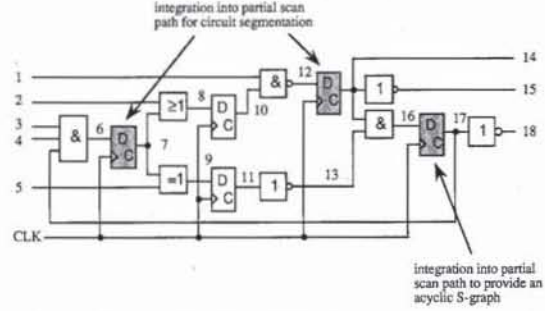 integration into partial scan
path for circuit segmentation
1
2
3
4
5
6
7
8
9
10
11
12
13
14
15
16
17
18
&
D
C
≥1
=1
D
C
D
C
&
1
D
C
1
&
D
C
1
CLK
integration into partial
scan path to provide an
acyclic S-graph